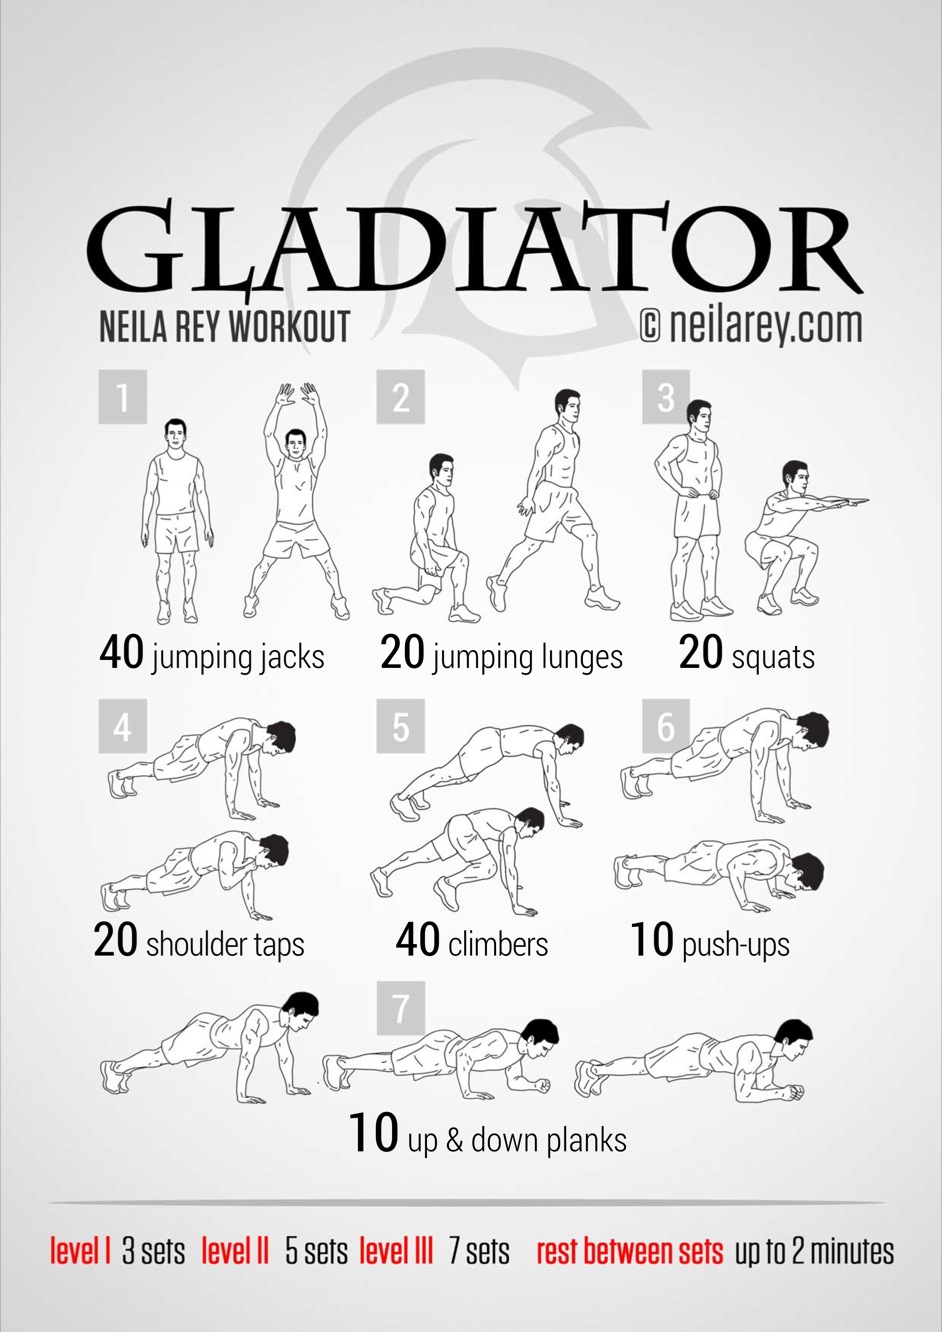 GLADIATOR
NEILA REY WORKOUT © neilarey.com
1 2 3
40 jumping jacks 20 jumping lunges 20 squats
4 5 6
20 shoulder taps 40 climbers 10 push-ups
7
10 up & down planks
level I 3 sets level II 5 sets level III 7 sets rest between sets up to 2 minutes